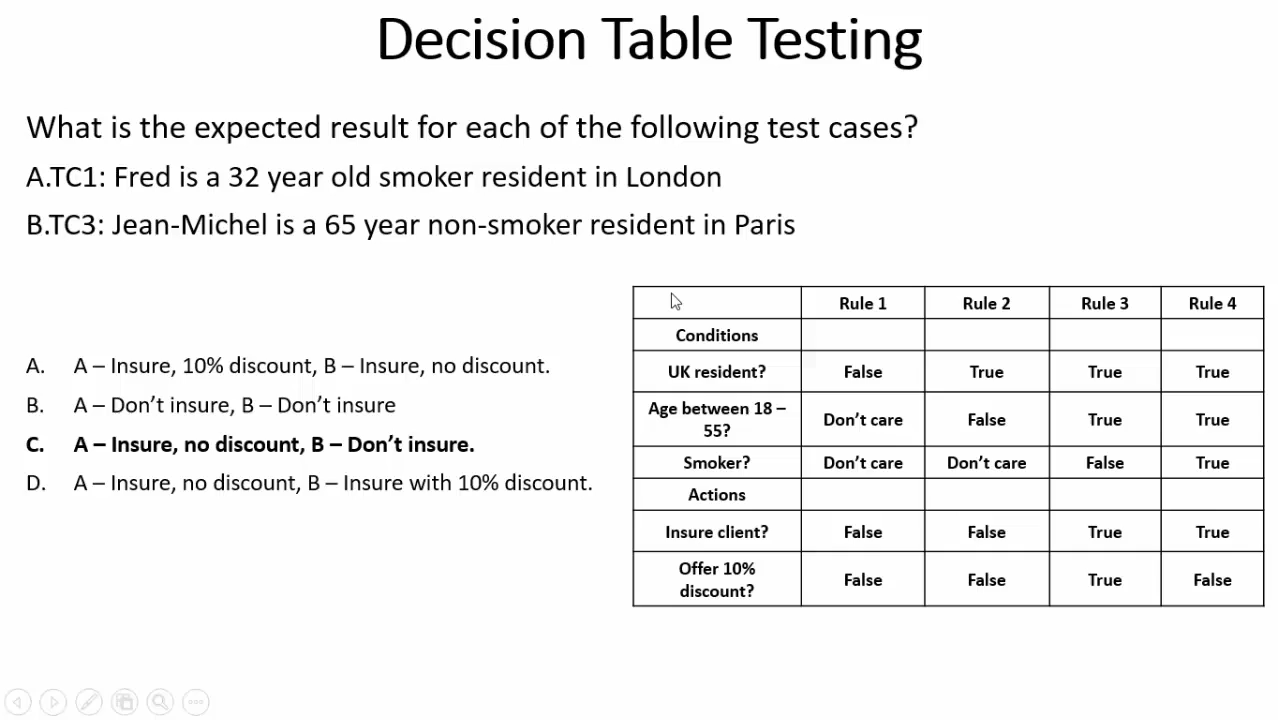 Decision Table Testing
What is the expected result for each of the following test cases?
A.TC1: Fred is a 32 year old smoker resident in London
B.TC3: Jean-Michel is a 65 year non-smoker resident in Paris
A. A – Insure, 10% discount, B – Insure, no discount.
B. A – Don’t insure, B – Don’t insure
C. A – Insure, no discount, B – Don’t insure.
D. A – Insure, no discount, B – Insure with 10% discount.
Rule 1 Rule 2 Rule 3 Rule 4
Conditions
UK resident? False True True True
Age between 18 –
55? Don’t care False True True
Smoker? Don’t care Don’t care False True
Actions
Insure client? False False True True
Offer 10%
discount? False False True False